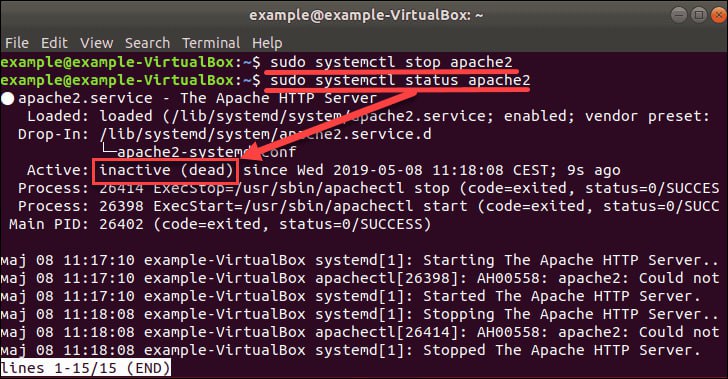 example@example-VirtualBox: ~
File Edit View Search Terminal Help
example@example-VirtualBox:~$ sudo systemctl stop apache2
example@example-VirtualBox:~$ sudo systemctl status apache2
● apache2.service - The Apache HTTP Server
Loaded: loaded (/lib/systemd/system/apache2.service; enabled; vendor preset:
Drop-In: /lib/systemd/system/apache2.service.d
└─apache2-systemd.conf
Active: inactive (dead) since Wed 2019-05-08 11:18:08 CEST; 9s ago
Process: 26414 ExecStop=/usr/sbin/apachectl stop (code=exited, status=0/SUCCES
Process: 26398 ExecStart=/usr/sbin/apachectl start (code=exited, status=0/SUCC
Main PID: 26402 (code=exited, status=0/SUCCESS)
мај 08 11:17:10 example-VirtualBox systemd[1]: Starting The Apache HTTP Server..
мај 08 11:17:10 example-VirtualBox apachectl[26398]: AH00558: apache2: Could not
мај 08 11:17:10 example-VirtualBox systemd[1]: Started The Apache HTTP Server.
мај 08 11:18:08 example-VirtualBox systemd[1]: Stopping The Apache HTTP Server..
мај 08 11:18:08 example-VirtualBox apachectl[26414]: AH00558: apache2: Could not
мај 08 11:18:08 example-VirtualBox systemd[1]: Stopped The Apache HTTP Server.
lines 1-15/15 (END)